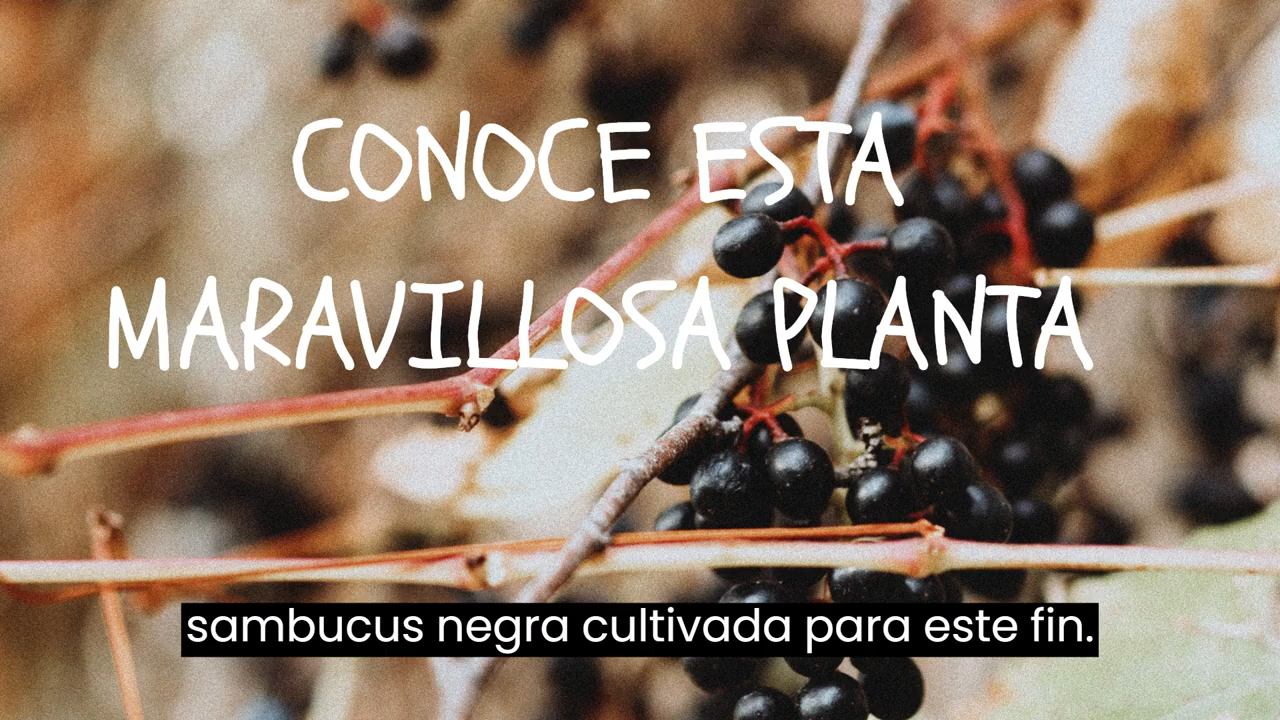 CONOCE ESTA
MARAVILLOSA PLANTA
sambucus negra cultivada para este fin.